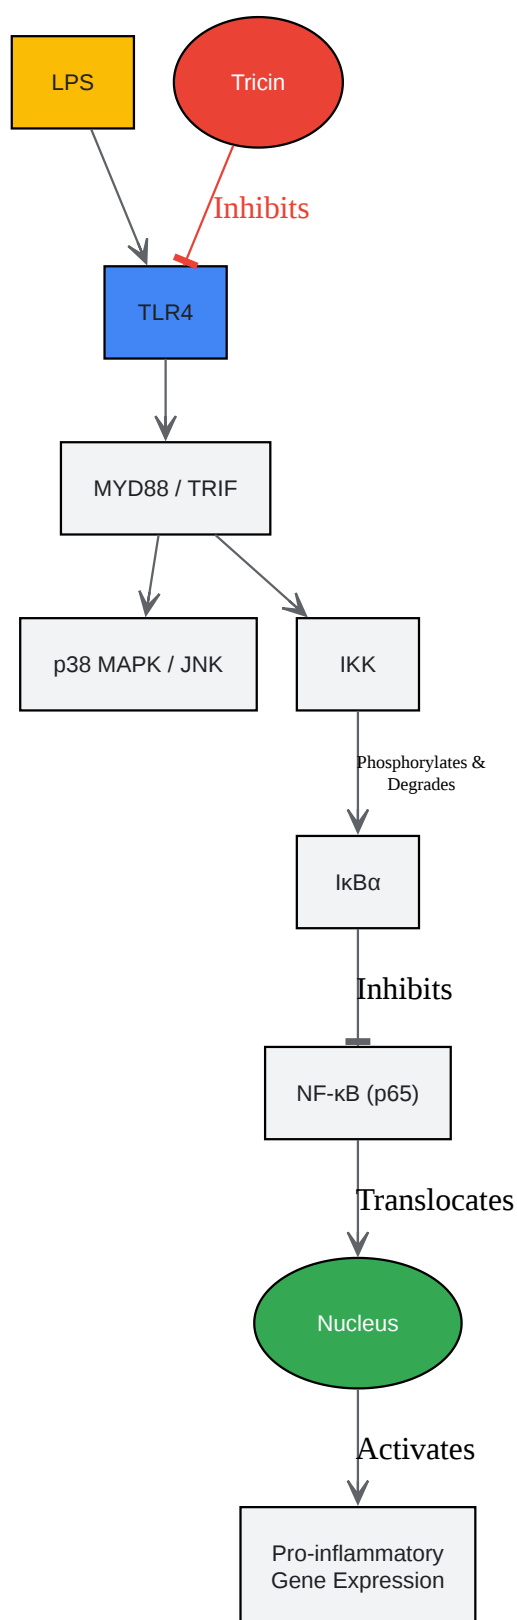 LPS
Tricin
Inhibits
TLR4
MYD88 / TRIF
p38 MAPK / JNK
IKK
Phosphorylates &
Degrades
IκBα
Inhibits
NF-κB (p65)
Translocates
Nucleus
Activates
Pro-inflammatory
Gene Expression